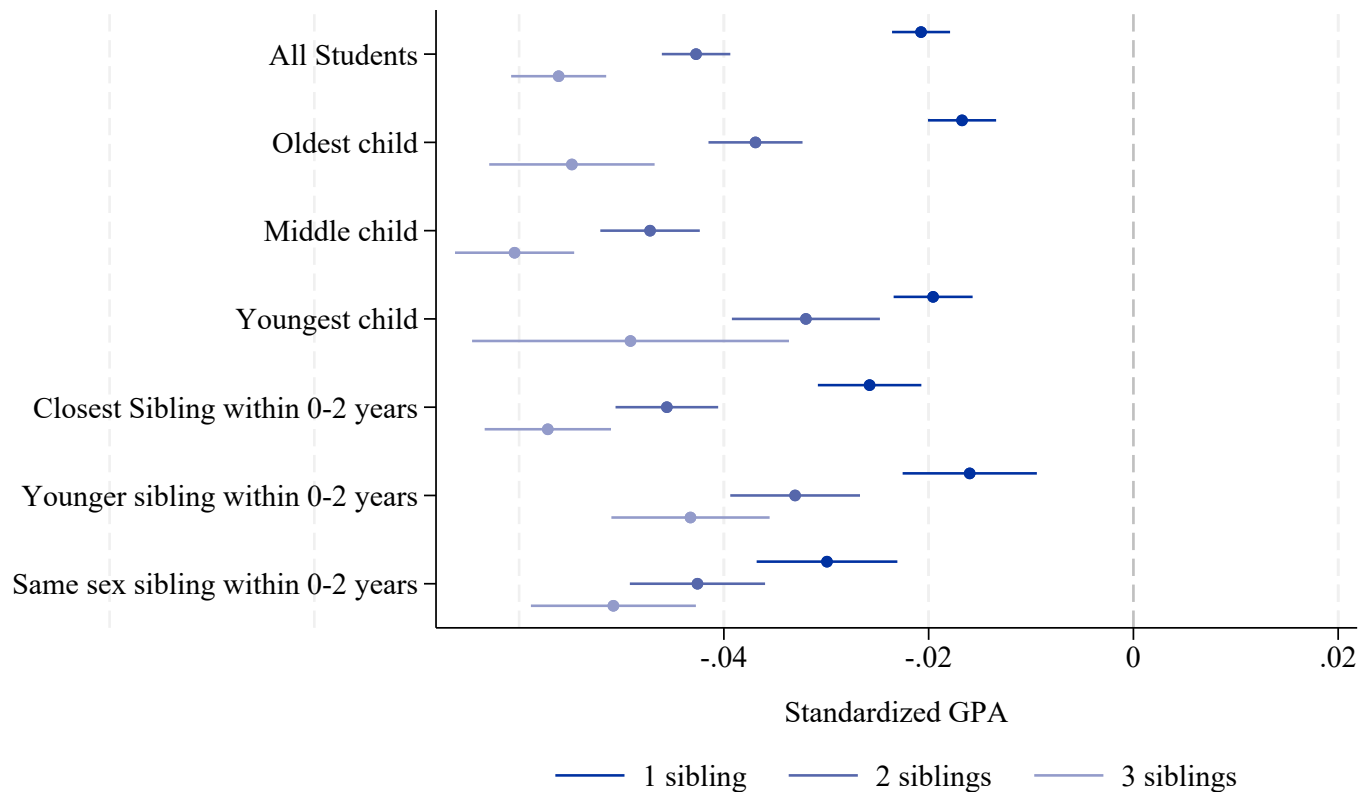 All Students
Oldest child
Middle child
Youngest child
Closest Sibling within 0-2 years
Younger sibling within 0-2 years
Same sex sibling within 0-2 years
-.04 -.02 0 .02
Standardized GPA
1 sibling 2 siblings 3 siblings